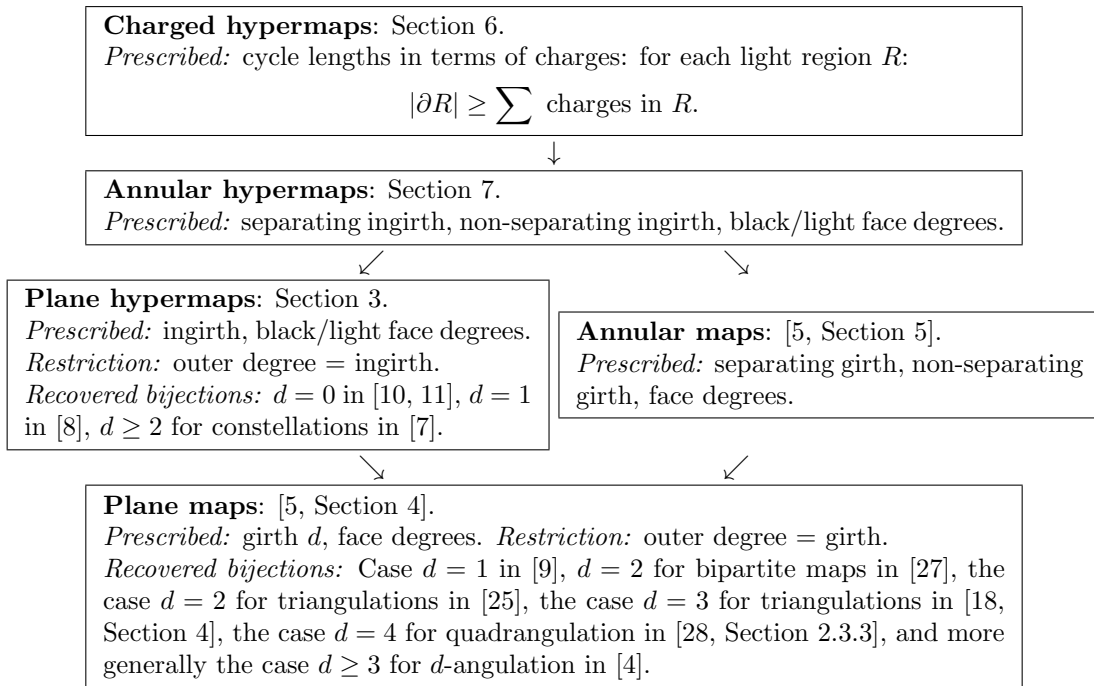 Charged hypermaps: Section 6.
Prescribed: cycle lengths in terms of charges: for each light region R:
|∂R| ≥ ∑ charges in R.
↓
Annular hypermaps: Section 7.
Prescribed: separating ingirth, non-separating ingirth, black/light face degrees.
↙ ↘
Plane hypermaps: Section 3.
Prescribed: ingirth, black/light face degrees.
Restriction: outer degree = ingirth.
Recovered bijections: d = 0 in [10, 11], d = 1
in [8], d ≥ 2 for constellations in [7].
Annular maps: [5, Section 5].
Prescribed: separating girth, non-separating
girth, face degrees.
↘ ↙
Plane maps: [5, Section 4].
Prescribed: girth d, face degrees. Restriction: outer degree = girth.
Recovered bijections: Case d = 1 in [9], d = 2 for bipartite maps in [27], the
case d = 2 for triangulations in [25], the case d = 3 for triangulations in [18,
Section 4], the case d = 4 for quadrangulation in [28, Section 2.3.3], and more
generally the case d ≥ 3 for d-angulation in [4].